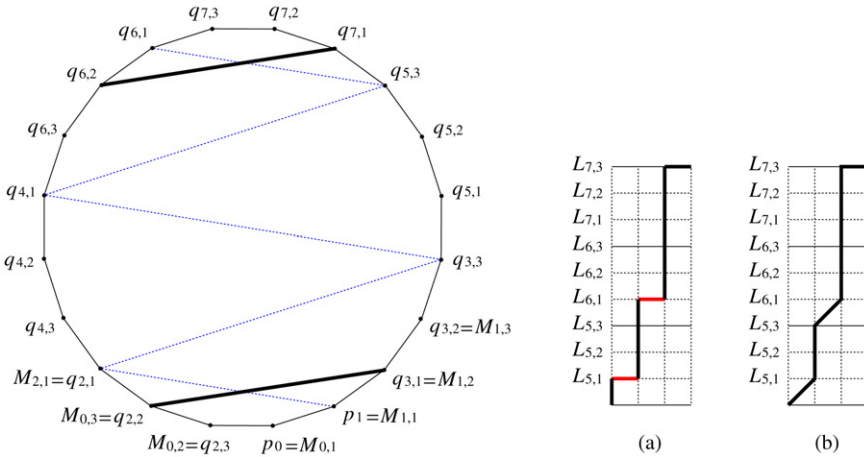 q7,3 q7,2
q6,1 q7,1
q6,2 q5,3
q6,3 q5,2
q4,1 q5,1
q4,2 q3,3
q4,3 q3,2=M1,3
M2,1=q2,1 q3,1=M1,2
M0,3=q2,2 p1=M1,1
M0,2=q2,3 p0=M0,1
L7,3
L7,2
L7,1
L6,3
L6,2
L6,1
L5,3
L5,2
L5,1
(a)
L7,3
L7,2
L7,1
L6,3
L6,2
L6,1
L5,3
L5,2
L5,1
(b)